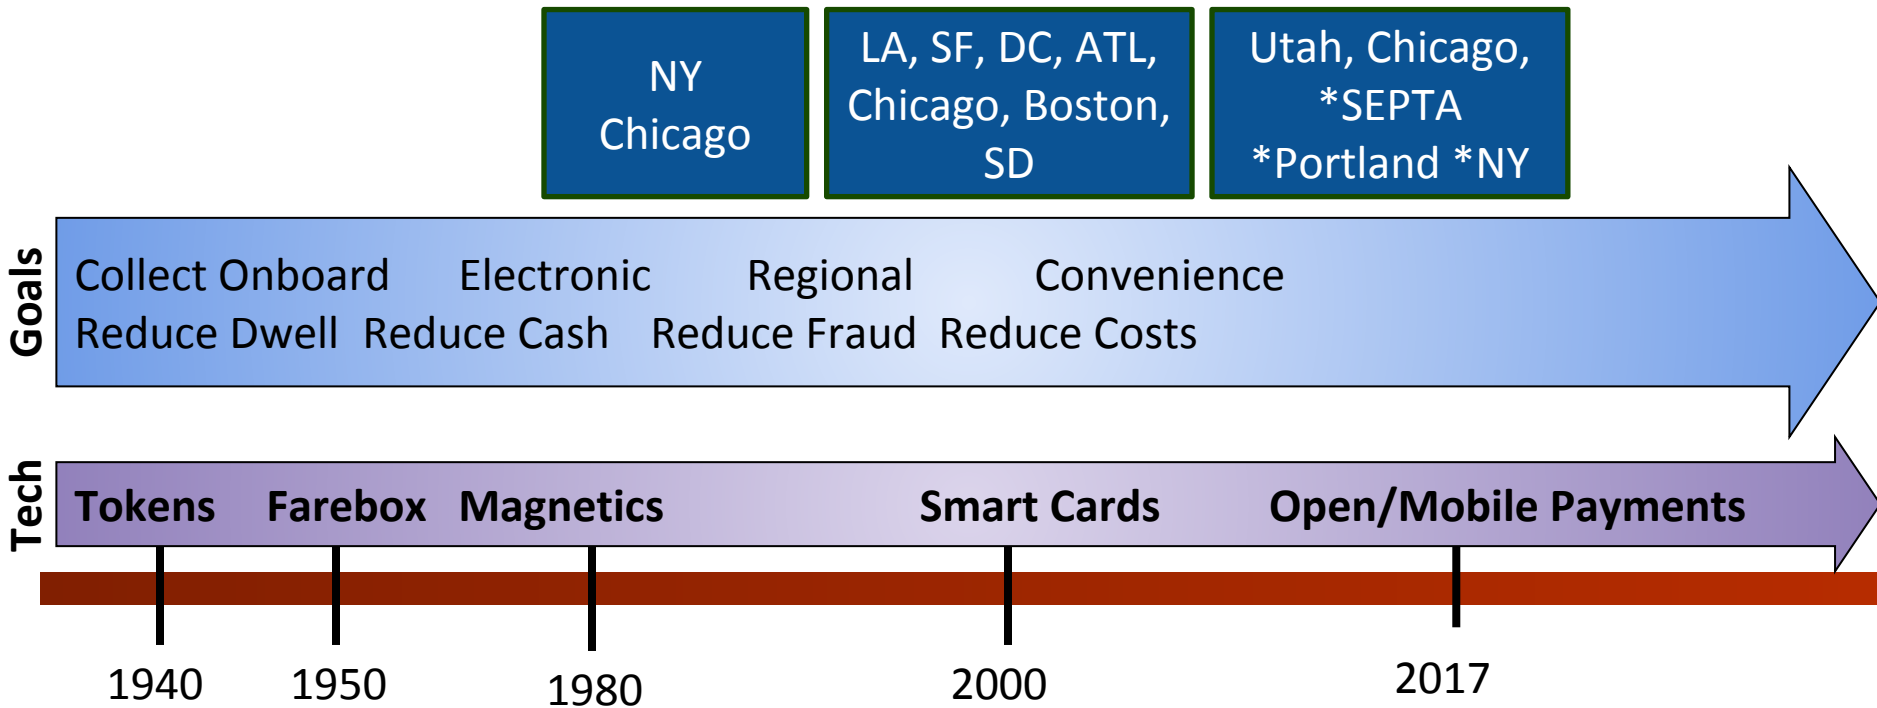 NY
Chicago
LA, SF, DC, ATL,
Chicago, Boston,
SD
Utah, Chicago,
*SEPTA
*Portland *NY
Goals
Collect Onboard Electronic Regional Convenience
Reduce Dwell Reduce Cash Reduce Fraud Reduce Costs
Tech
Tokens Farebox Magnetics Smart Cards Open/Mobile Payments
1940 1950 1980 2000 2017